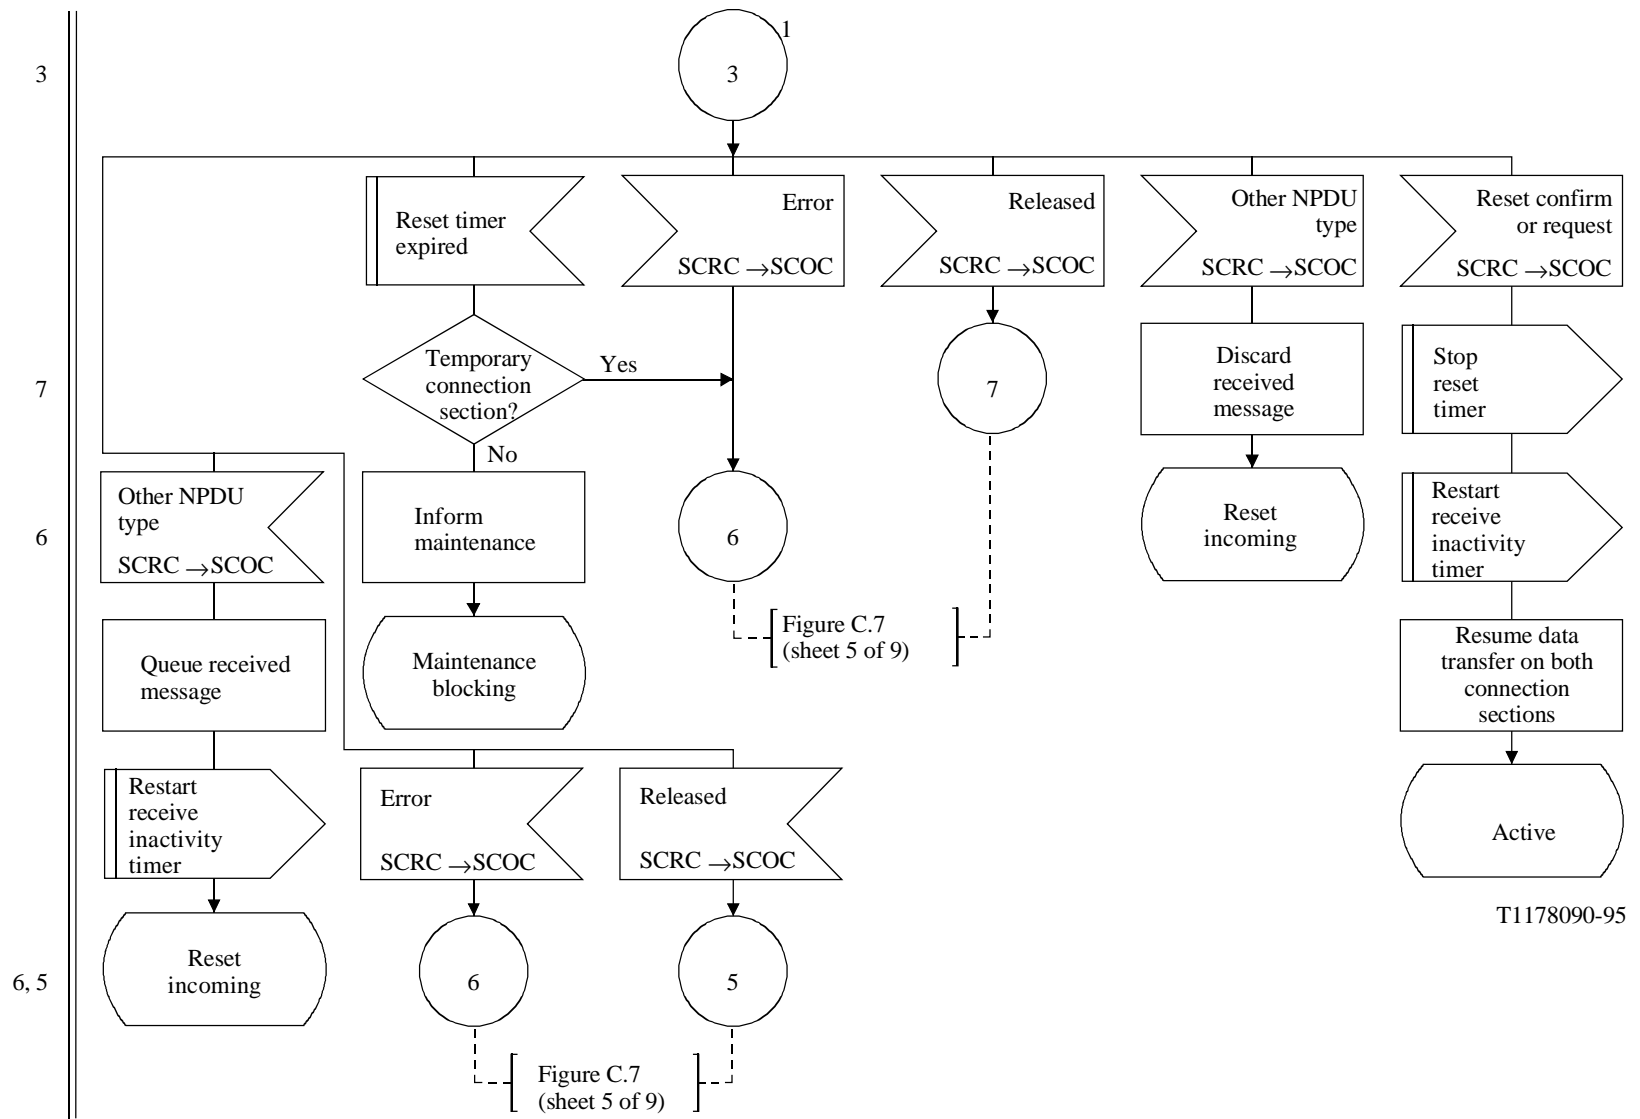 1
3
3
Reset timer
expired
Error
SCRC → SCOC
Released
SCRC → SCOC
Other NPDU
type
SCRC → SCOC
Reset confirm
or request
SCRC → SCOC
7
Temporary
connection
section?
Yes
No
7
Discard
received
message
Stop
reset
timer
6
Other NPDU
type
SCRC → SCOC
Inform
maintenance
6
Reset
incoming
Restart
receive
inactivity
timer
Figure C.7
(sheet 5 of 9)
Queue received
message
Maintenance
blocking
Resume data
transfer on both
connection
sections
Restart
receive
inactivity
timer
Error
SCRC → SCOC
Released
SCRC → SCOC
Active
T1178090-95
6, 5
Reset
incoming
6
5
Figure C.7
(sheet 5 of 9)